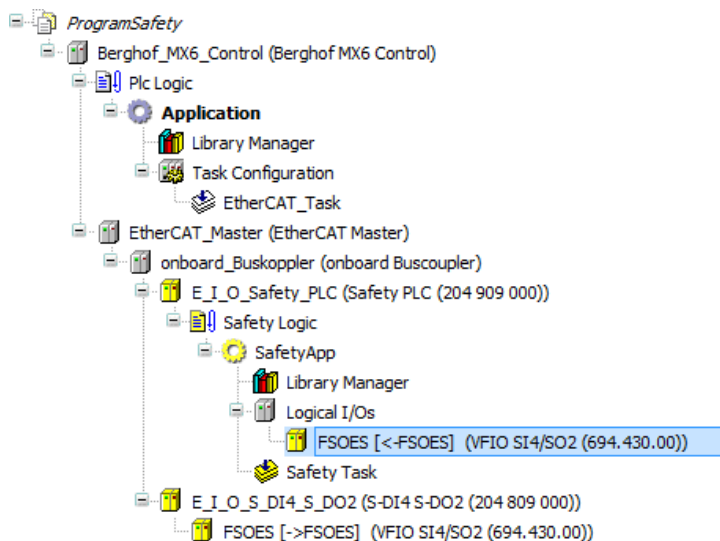 ProgramSafety
Berghof_MX6_Control (Berghof MX6 Control)
Plc Logic
Application
Library Manager
Task Configuration
EtherCAT_Task
EtherCAT_Master (EtherCAT Master)
onboard_Buskoppler (onboard Buscoupler)
E_I_O_Safety_PLC (Safety PLC (204 909 000))
Safety Logic
SafetyApp
Library Manager
Logical I/Os
FSOES [<-FSOES] (VFIO SI4/SO2 (694.430.00))
Safety Task
E_I_O_S_DI4_S_DO2 (S-DI4 S-DO2 (204 809 000))
FSOES [->FSOES] (VFIO SI4/SO2 (694.430.00))